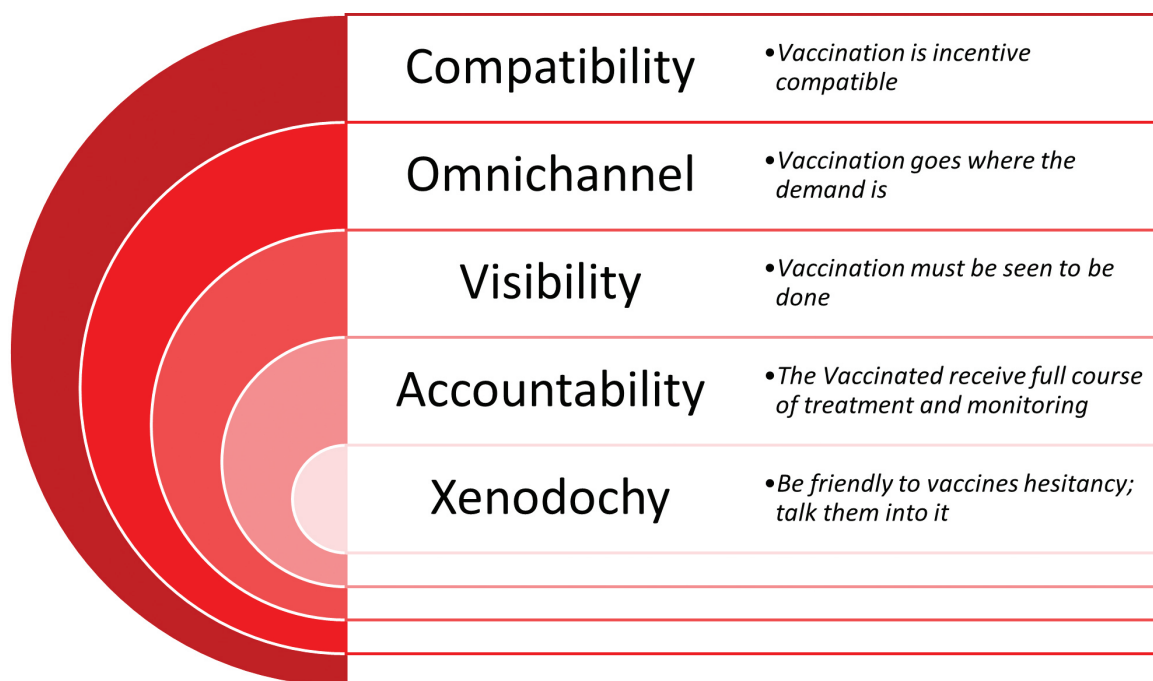 Compatibility
•Vaccination is incentive
compatible
Omnichannel
•Vaccination goes where the
demand is
Visibility
•Vaccination must be seen to be
done
Accountability
•The Vaccinated receive full course
of treatment and monitoring
Xenodochy
•Be friendly to vaccines hesitancy;
talk them into it